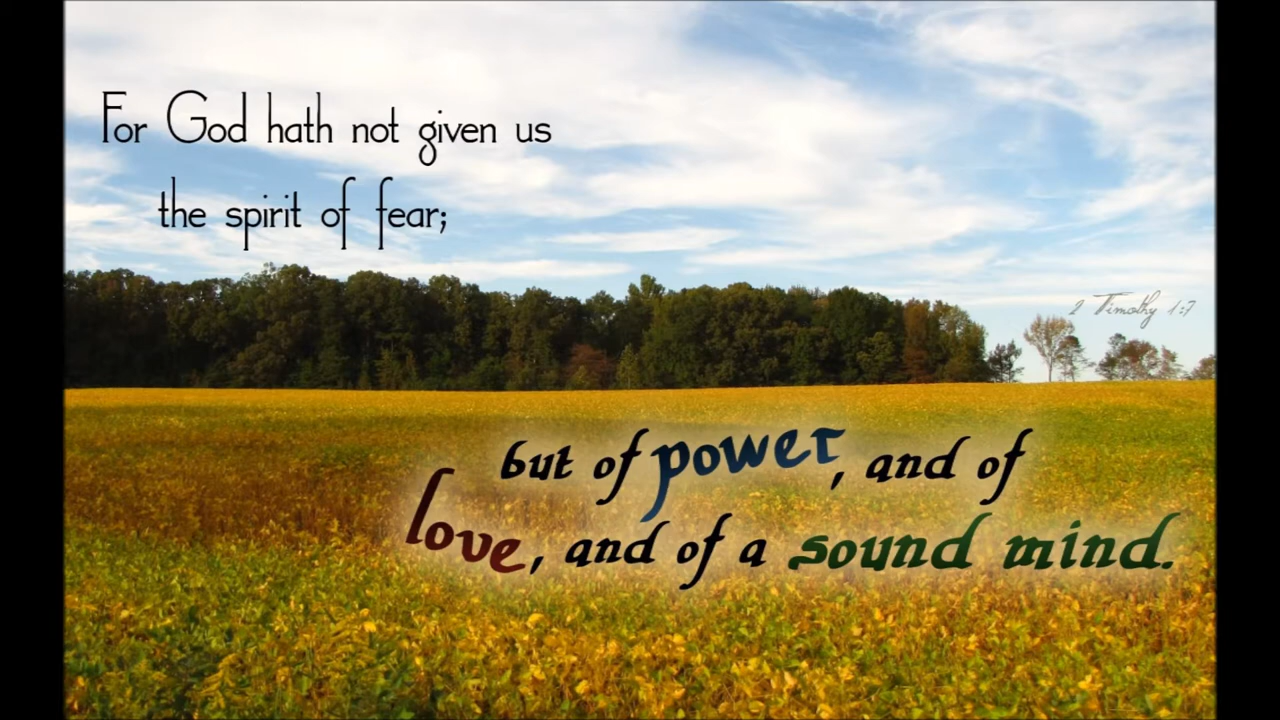 For God hath not given us
the spirit of fear;
2 Timothy 1:7
but of power, and of
love, and of a sound mind.